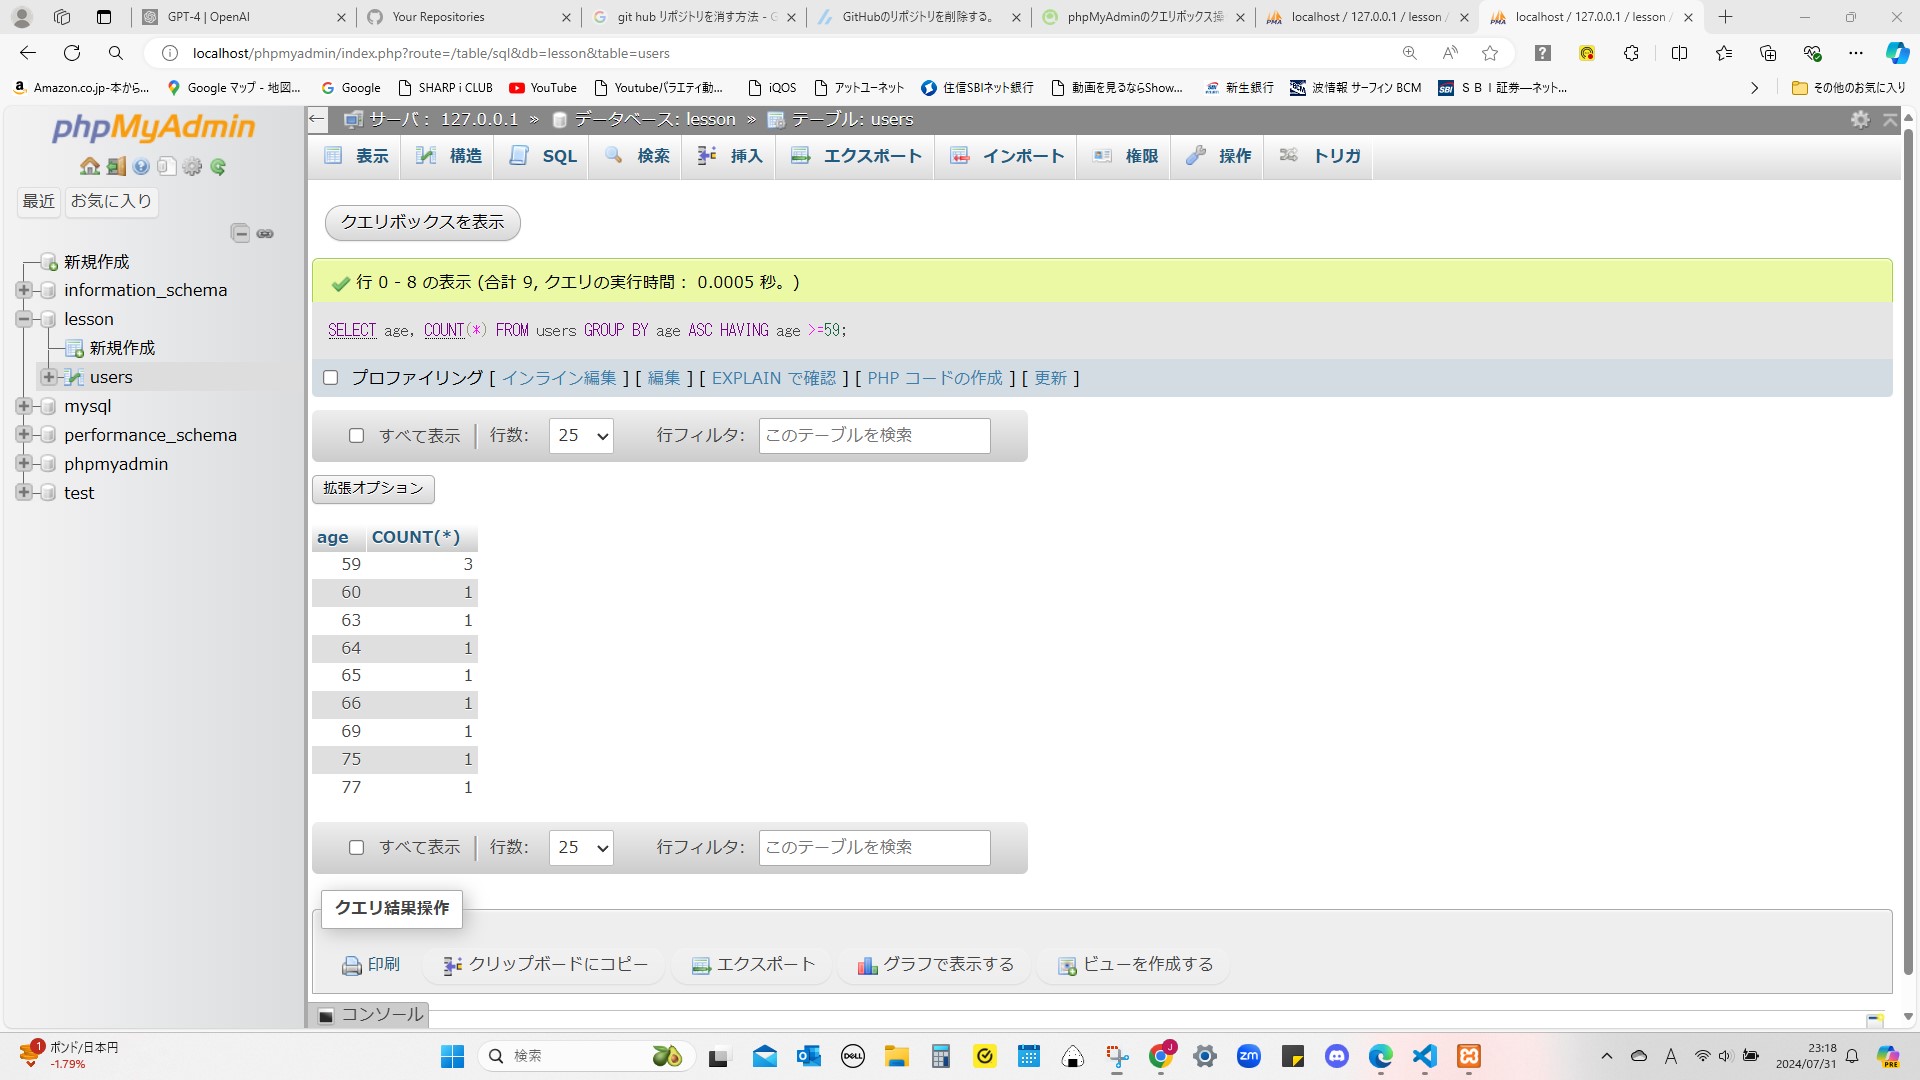 GPT-4 | OpenAI
Your Repositories
git hub リポジトリを消す方法 - G
GitHubのリポジトリを削除する。
phpMyAdminのクエリボックス操
localhost / 127.0.0.1 / lesson /
localhost / 127.0.0.1 / lesson /
localhost/phpmyadmin/index.php?route=/table/sql&db=lesson&table=users
Amazon.co.jp-本から...
Google マップ - 地図...
Google
SHARP i CLUB
YouTube
Youtubeバラエティ動...
iQOS
アットユーネット
住信SBIネット銀行
動画を見るならShow...
新生銀行
波情報 サーフィン BCM
SBI
ＳＢＩ証券―ネット...
その他のお気に入り
phpMyAdmin
最近
お気に入り
新規作成
information_schema
lesson
新規作成
users
mysql
performance_schema
phpmyadmin
test
サーバ： 127.0.0.1 » データベース: lesson » テーブル: users
表示
構造
SQL
検索
挿入
エクスポート
インポート
権限
操作
トリガ
クエリボックスを表示
行 0 - 8 の表示 (合計 9, クエリの実行時間： 0.0005 秒。)
SELECT age, COUNT(*) FROM users GROUP BY age ASC HAVING age >=59;
プロファイリング [ インライン編集 ] [ 編集 ] [ EXPLAIN で確認 ] [ PHP コードの作成 ] [ 更新 ]
すべて表示 行数: 25 行フィルタ: このテーブルを検索
拡張オプション
age COUNT(*)
59 3
60 1
63 1
64 1
65 1
66 1
69 1
75 1
77 1
すべて表示 行数: 25 行フィルタ: このテーブルを検索
クエリ結果操作
印刷
クリップボードにコピー
エクスポート
グラフで表示する
ビューを作成する
コンソール
1
ポンド/日本円
-1.79%
検索
DELL
J
zm
A
23:18
2024/07/31
PRE